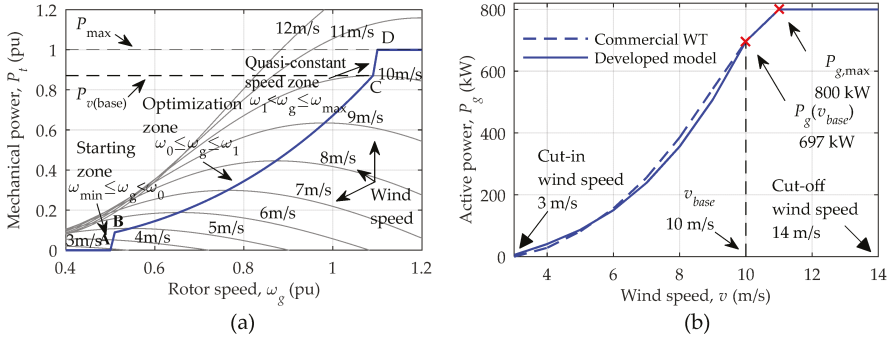 12m/s
11m/s
P_max
D
1.2
1
0.8
0.6
0.4
0.2
0
Mechanical power, P_t (pu)
Quasi-constant
speed zone
ω_1<ω_g≤ω_max
10m/s
C
P_v(base)
Optimization
zone
ω_0≤ω_g≤ω_1
9m/s
Starting
zone
ω_min≤ω_g<ω_0
8m/s
7m/s
Wind
speed
6m/s
B
A
3m/s
4m/s
5m/s
0.4
0.6
0.8
1
1.2
Rotor speed, ω_g (pu)
(a)
800
600
400
200
0
Active power, P_g (kW)
Commercial WT
Developed model
P_g,max
800 kW
P_g(v_base)
697 kW
Cut-in
wind speed
3 m/s
v_base
10 m/s
Cut-off
wind speed
14 m/s
4
6
8
10
12
14
Wind speed, v (m/s)
(b)